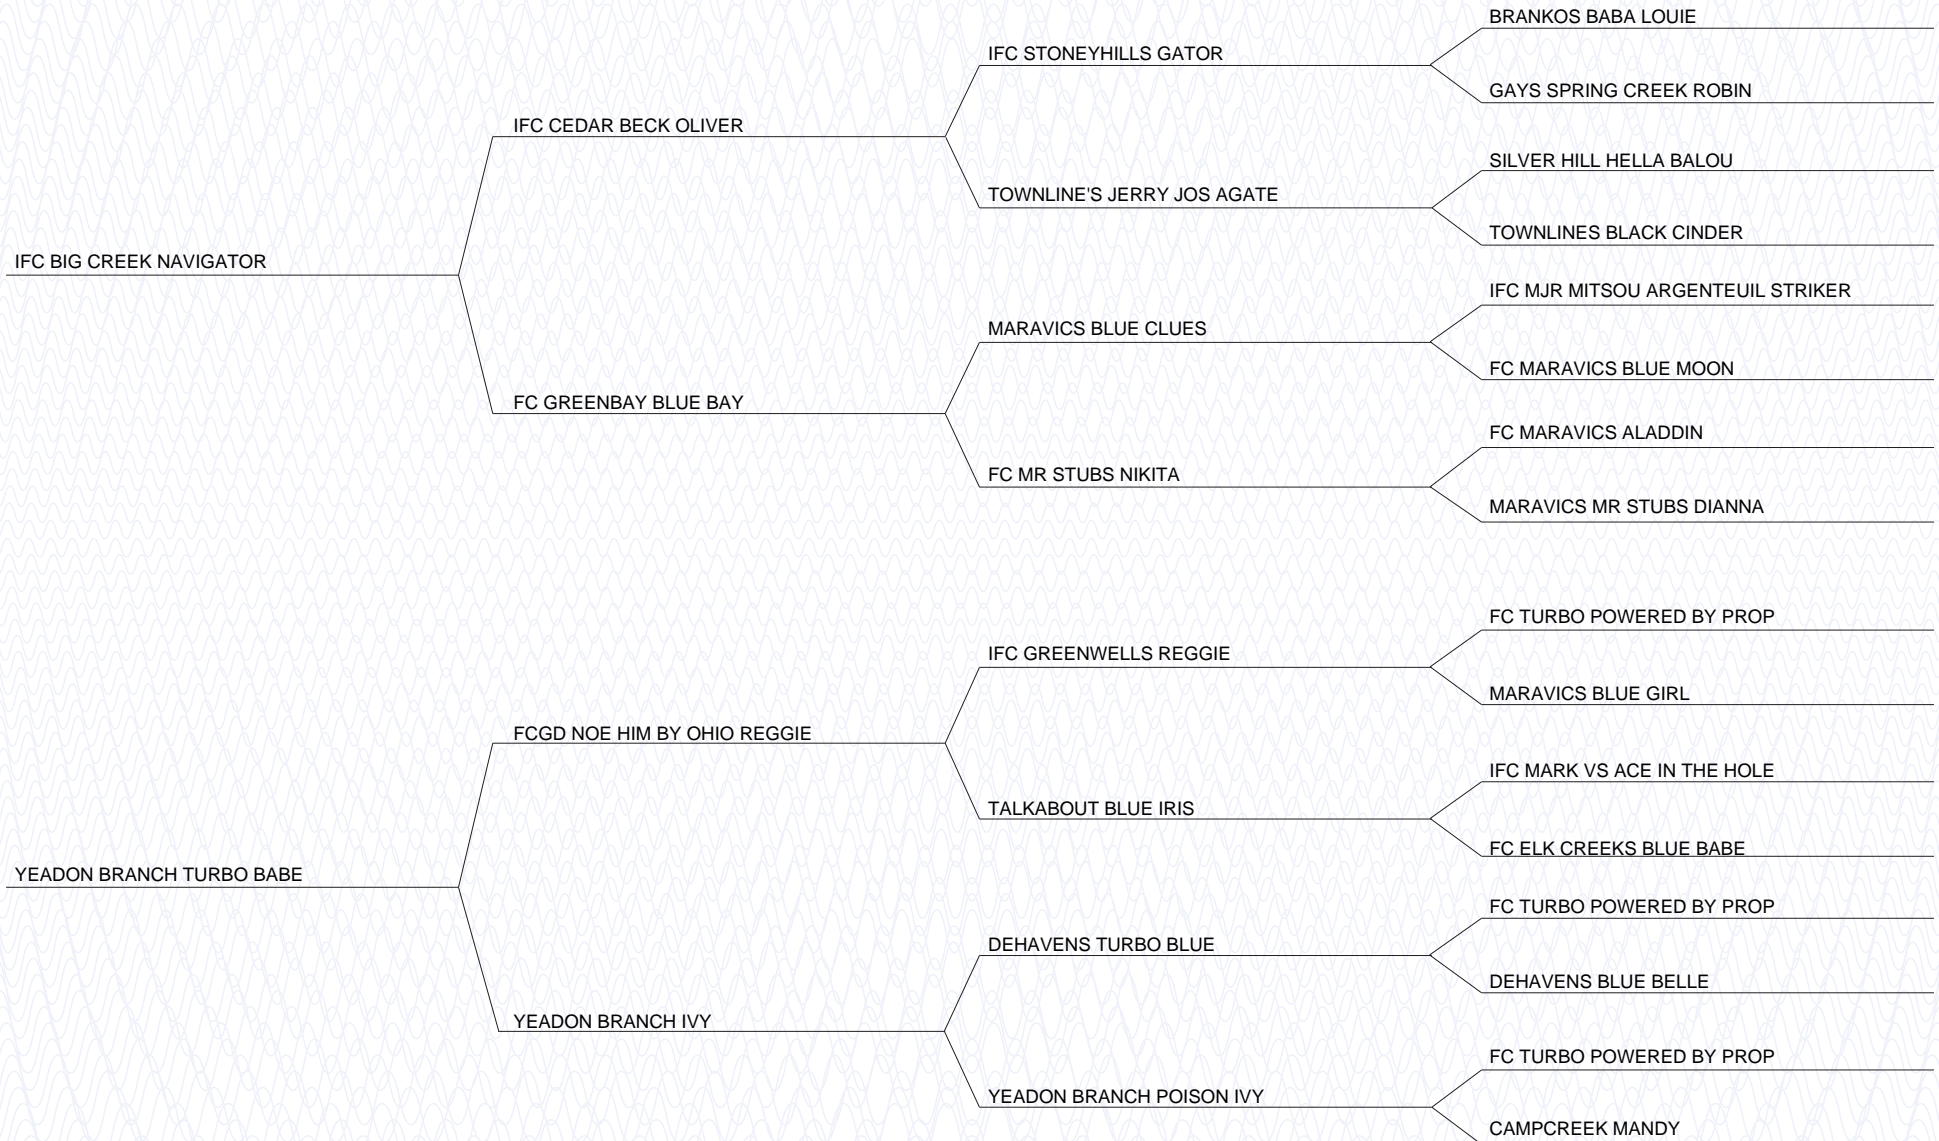 BRANKOS BABA LOUIE
IFC STONEYHILLS GATOR
GAYS SPRING CREEK ROBIN
IFC CEDAR BECK OLIVER
SILVER HILL HELLA BALOU
TOWNLINE'S JERRY JOS AGATE
TOWNLINES BLACK CINDER
IFC BIG CREEK NAVIGATOR
IFC MJR MITSOU ARGENTEUIL STRIKER
MARAVICS BLUE CLUES
FC MARAVICS BLUE MOON
FC GREENBAY BLUE BAY
FC MARAVICS ALADDIN
FC MR STUBS NIKITA
MARAVICS MR STUBS DIANNA
FC TURBO POWERED BY PROP
IFC GREENWELLS REGGIE
MARAVICS BLUE GIRL
FCGD NOE HIM BY OHIO REGGIE
IFC MARK VS ACE IN THE HOLE
TALKABOUT BLUE IRIS
FC ELK CREEKS BLUE BABE
YEADON BRANCH TURBO BABE
FC TURBO POWERED BY PROP
DEHAVENS TURBO BLUE
DEHAVENS BLUE BELLE
YEADON BRANCH IVY
FC TURBO POWERED BY PROP
YEADON BRANCH POISON IVY
CAMPCREEK MANDY